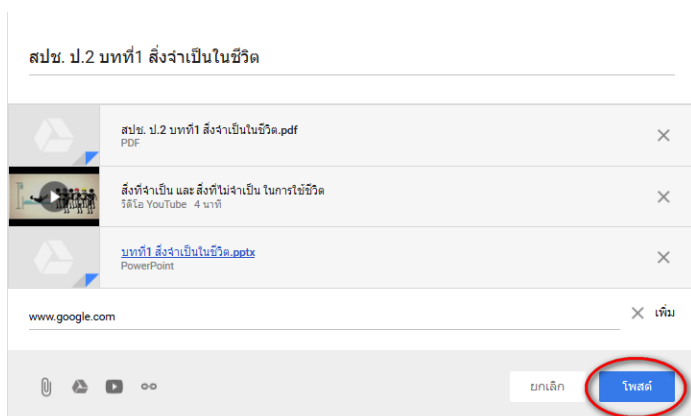 สปช. ป.2 บทที่1 สิ่งจำเป็นในชีวิต
สปช. ป.2 บทที่1 สิ่งจำเป็นในชีวิต.pdf
PDF
สิ่งที่จำเป็น และ สิ่งที่ไม่จำเป็น ในการใช้ชีวิต
วิดีโอ YouTube 4 นาที
บทที่1 สิ่งจำเป็นในชีวิต.pptx
PowerPoint
www.google.com เพิ่ม
ยกเลิก โพสต์